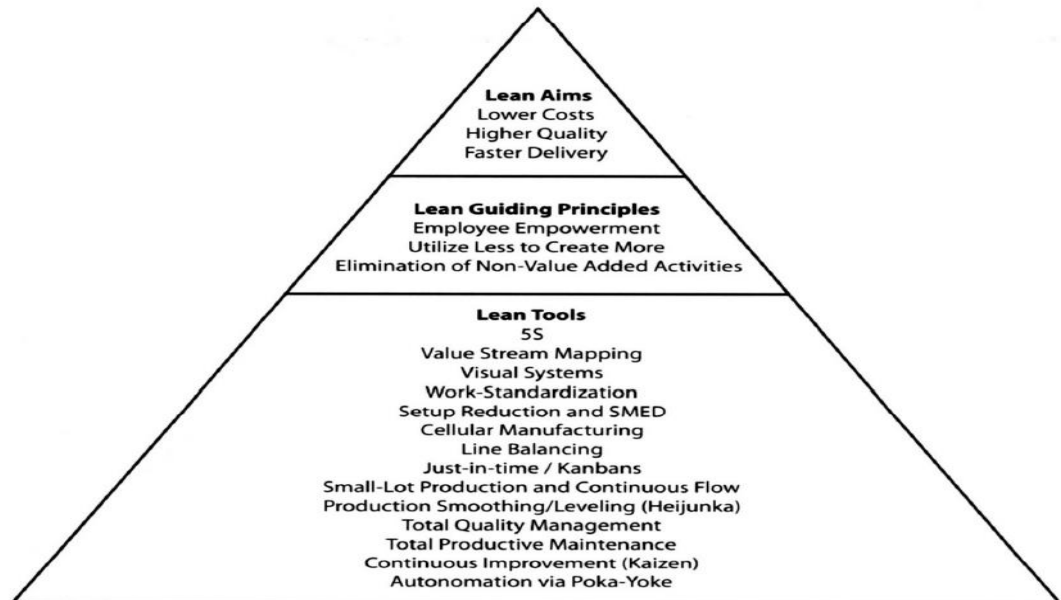 Lean Aims
Lower Costs
Higher Quality
Faster Delivery
Lean Guiding Principles
Employee Empowerment
Utilize Less to Create More
Elimination of Non-Value Added Activities
Lean Tools
5S
Value Stream Mapping
Visual Systems
Work-Standardization
Setup Reduction and SMED
Cellular Manufacturing
Line Balancing
Just-in-time / Kanbans
Small-Lot Production and Continuous Flow
Production Smoothing/Leveling (Heijunka)
Total Quality Management
Total Productive Maintenance
Continuous Improvement (Kaizen)
Autonomation via Poka-Yoke